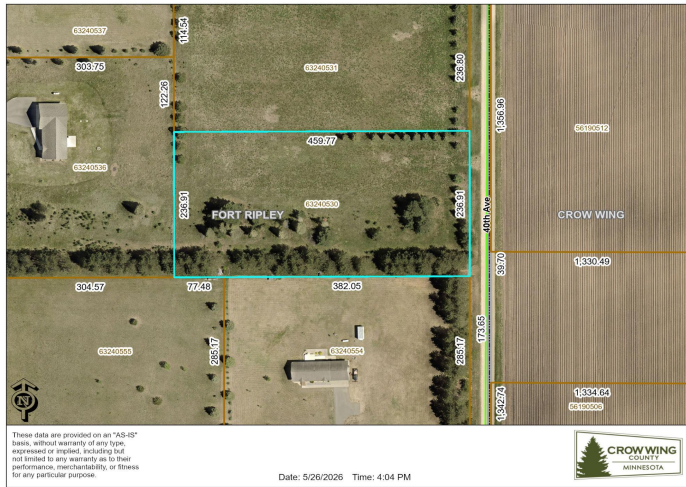 63240537
114.54
303.75
122.26
63240531
236.80
1,356.96
56190512
459.77
63240536
236.91
FORT RIPLEY
63240530
236.91
40th Ave
CROW WING
39.70
1,330.49
304.57
77.48
382.05
173.65
285.17
63240555
63240554
285.17
1,342.74
1,334.64
56190506
N
These data are provided on an "AS-IS"
basis, without warranty of any type,
expressed or implied, including but
not limited to any warranty as to their
performance, merchantability, or fitness
for any particular purpose.
Date: 5/26/2026 Time: 4:04 PM
CROW WING
COUNTY
MINNESOTA